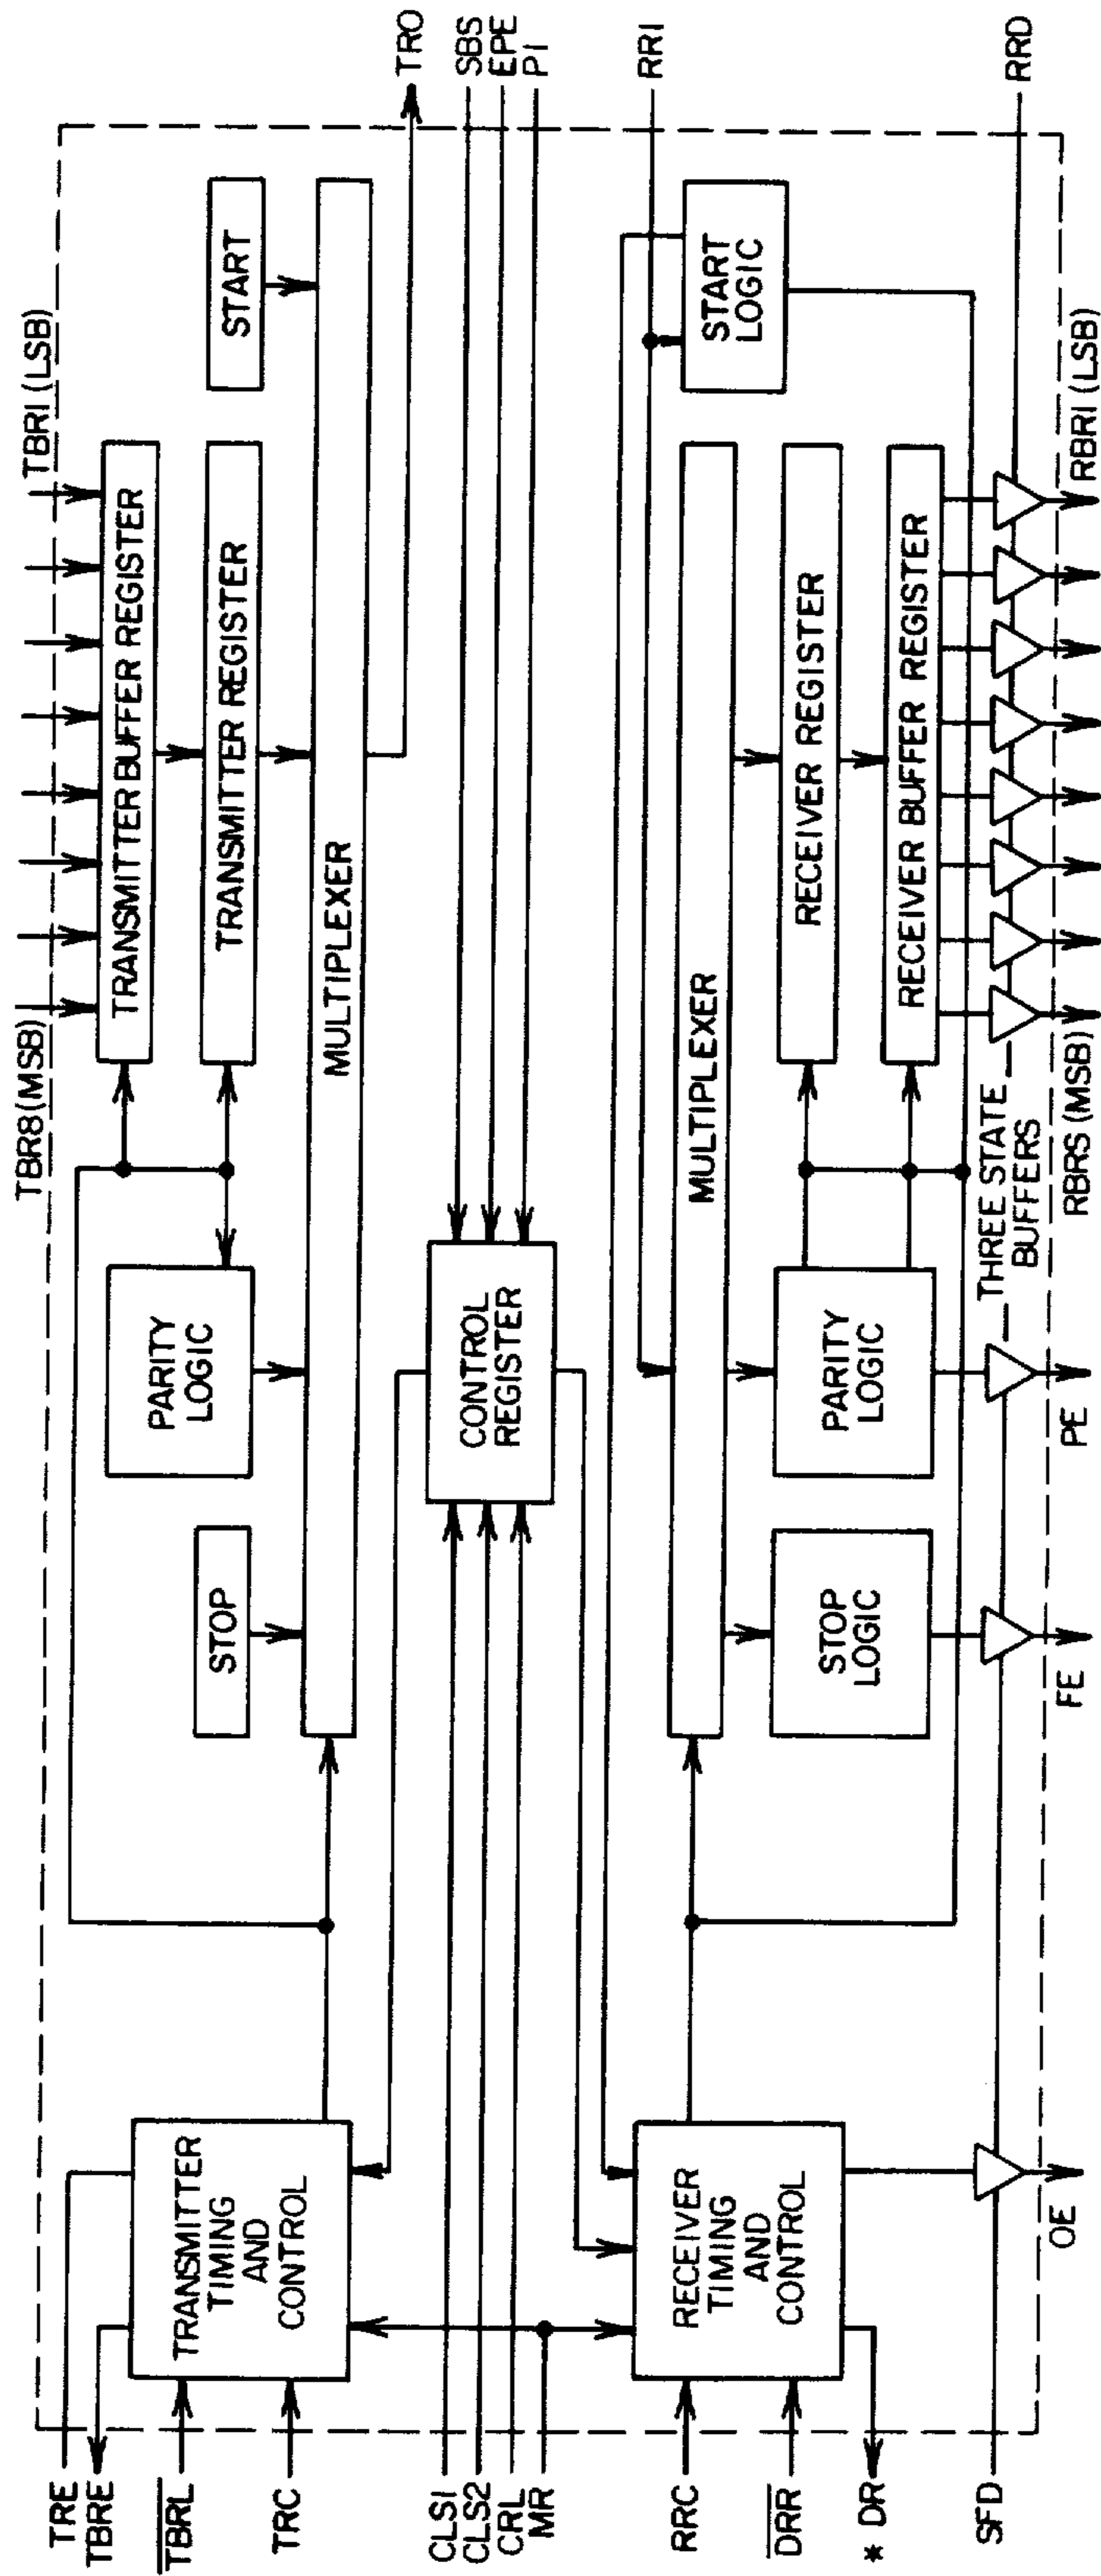 TBR8 (MSB)
TBR1 (LSB)
TRANSMITTER BUFFER REGISTER
TRANSMITTER REGISTER
PARITY
LOGIC
STOP
START
MULTIPLEXER
TRE
TBRE
TBRL
TRC
TRANSMITTER
TIMING
AND
CONTROL
TRO
CLS1
CLS2
CRL
MR
CONTROL
REGISTER
SBS
EPE
PI
RRI
RRC
DRR
* DR
SFD
RECEIVER
TIMING
AND
CONTROL
MULTIPLEXER
START
LOGIC
STOP
LOGIC
PARITY
LOGIC
RECEIVER REGISTER
RECEIVER BUFFER REGISTER
THREE STATE
BUFFERS
RRD
OE
FE
PE
RBRS (MSB)
RBR1 (LSB)